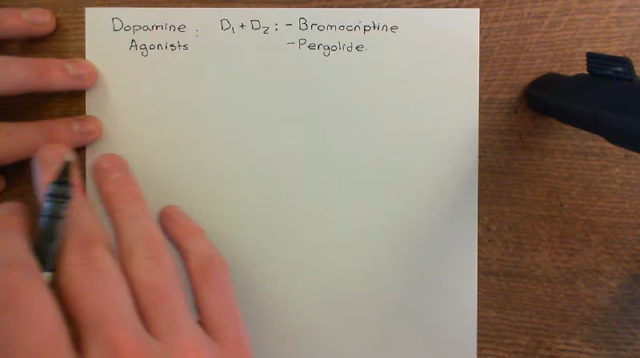 Dopamine : D₁ + D₂ : - Bromocriptine
Agonists - Pergolide.